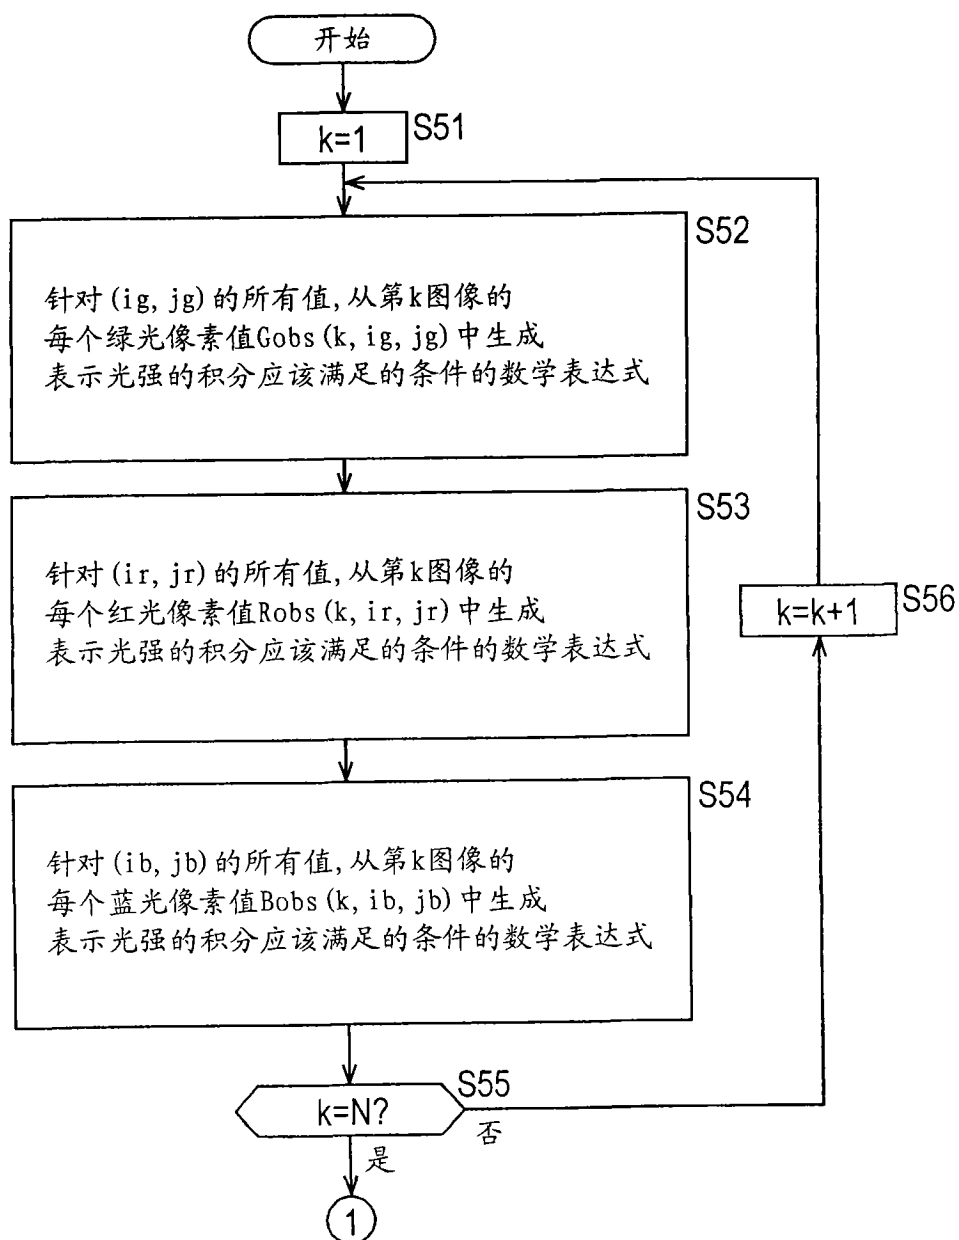 开始
k=1
S51
S52
针对(ig, jg)的所有值,从第k图像的
每个绿光像素值Gobs(k, ig, jg)中生成
表示光强的积分应该满足的条件的数学表达式
S53
针对(ir, jr)的所有值,从第k图像的
每个红光像素值Robs(k, ir, jr)中生成
表示光强的积分应该满足的条件的数学表达式
k=k+1
S56
S54
针对(ib, jb)的所有值,从第k图像的
每个蓝光像素值Bobs(k, ib, jb)中生成
表示光强的积分应该满足的条件的数学表达式
S55
k=N?
否
是
1